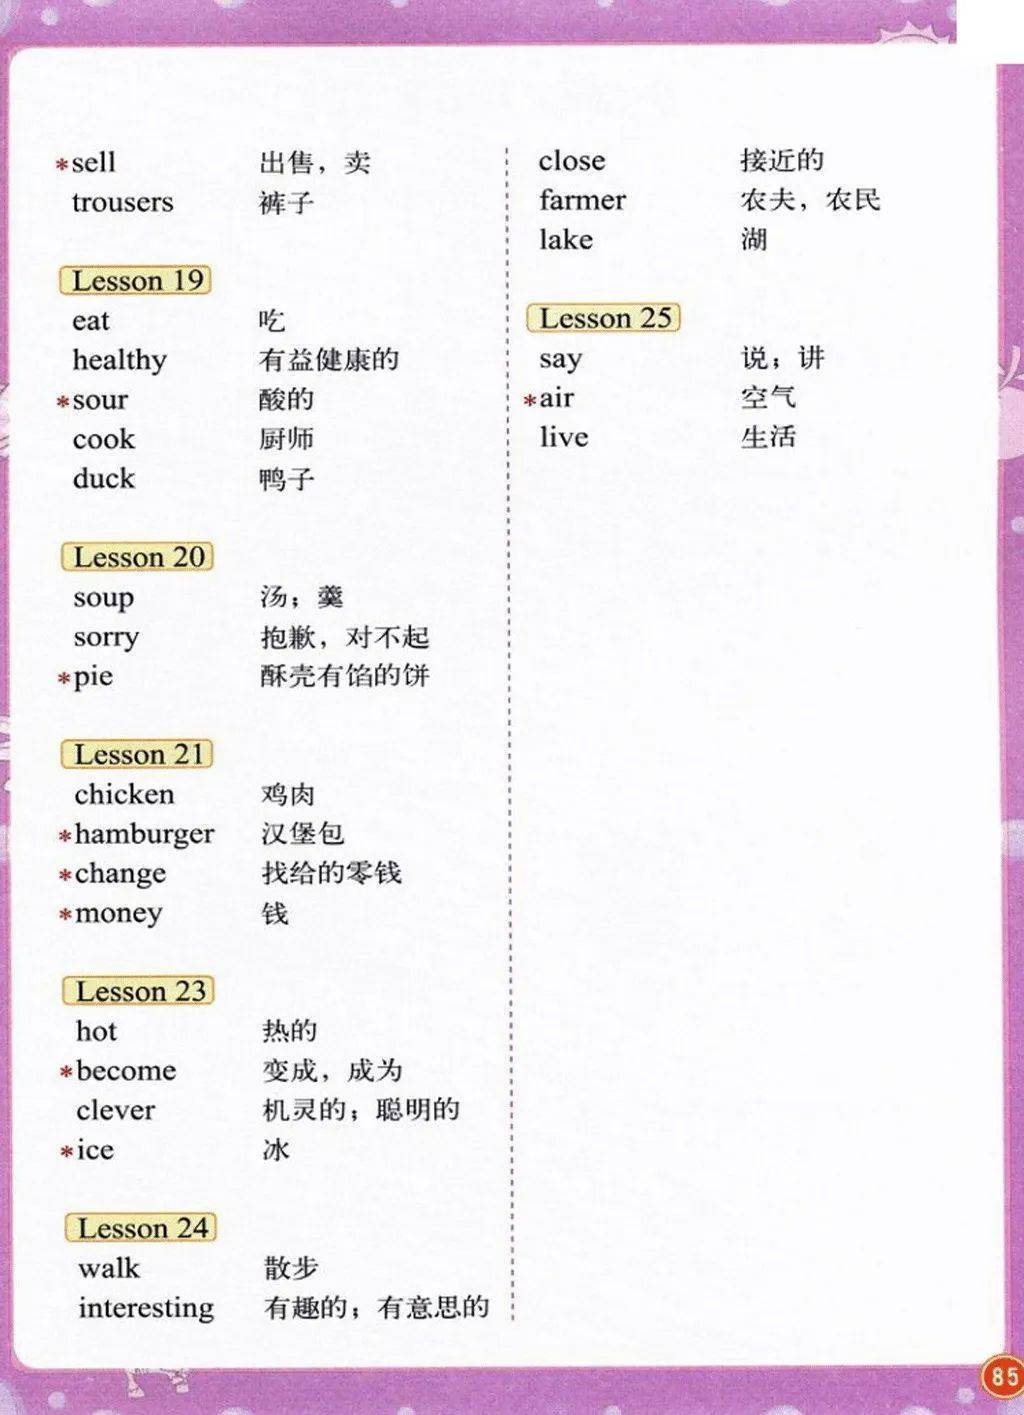 *sell 出售，卖
trousers 裤子
Lesson 19
eat 吃
healthy 有益健康的
*sour 酸的
cook 厨师
duck 鸭子
Lesson 20
soup 汤；羹
sorry 抱歉，对不起
*pie 酥壳有馅的饼
Lesson 21
chicken 鸡肉
*hamburger 汉堡包
*change 找给的零钱
*money 钱
Lesson 23
hot 热的
*become 变成，成为
clever 机灵的；聪明的
*ice 冰
Lesson 24
walk 散步
interesting 有趣的；有意思的
close 接近的
farmer 农夫，农民
lake 湖
Lesson 25
say 说；讲
*air 空气
live 生活
85